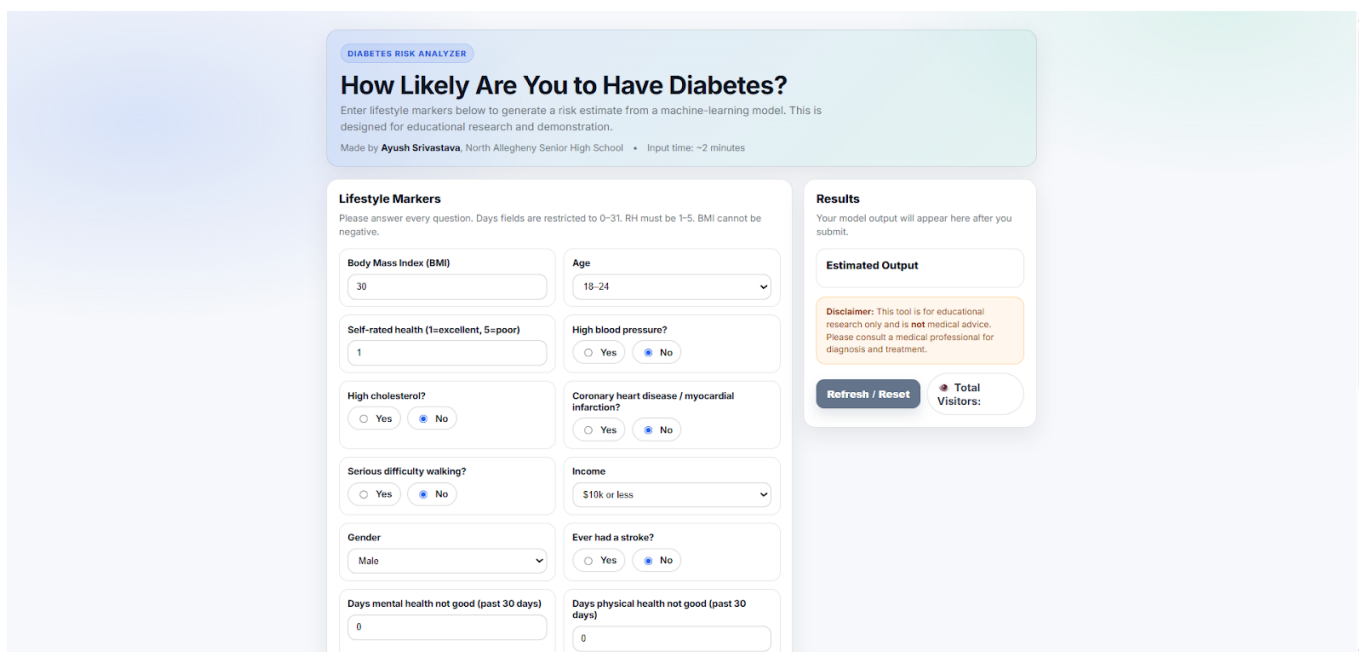 DIABETES RISK ANALYZER
How Likely Are You to Have Diabetes?
Enter lifestyle markers below to generate a risk estimate from a machine-learning model. This is
designed for educational research and demonstration.
Made by Ayush Srivastava, North Allegheny Senior High School • Input time: ~2 minutes
Lifestyle Markers
Please answer every question. Days fields are restricted to 0–31. RH must be 1–5. BMI cannot be
negative.
Body Mass Index (BMI)
30
Age
18–24
Self-rated health (1=excellent, 5=poor)
1
High blood pressure?
Yes No
High cholesterol?
Yes No
Coronary heart disease / myocardial
infarction?
Yes No
Serious difficulty walking?
Yes No
Income
$10k or less
Gender
Male
Ever had a stroke?
Yes No
Days mental health not good (past 30 days)
0
Days physical health not good (past 30
days)
0
Results
Your model output will appear here after you
submit.
Estimated Output
Disclaimer: This tool is for educational
research only and is not medical advice.
Please consult a medical professional for
diagnosis and treatment.
Refresh / Reset
Total
Visitors: